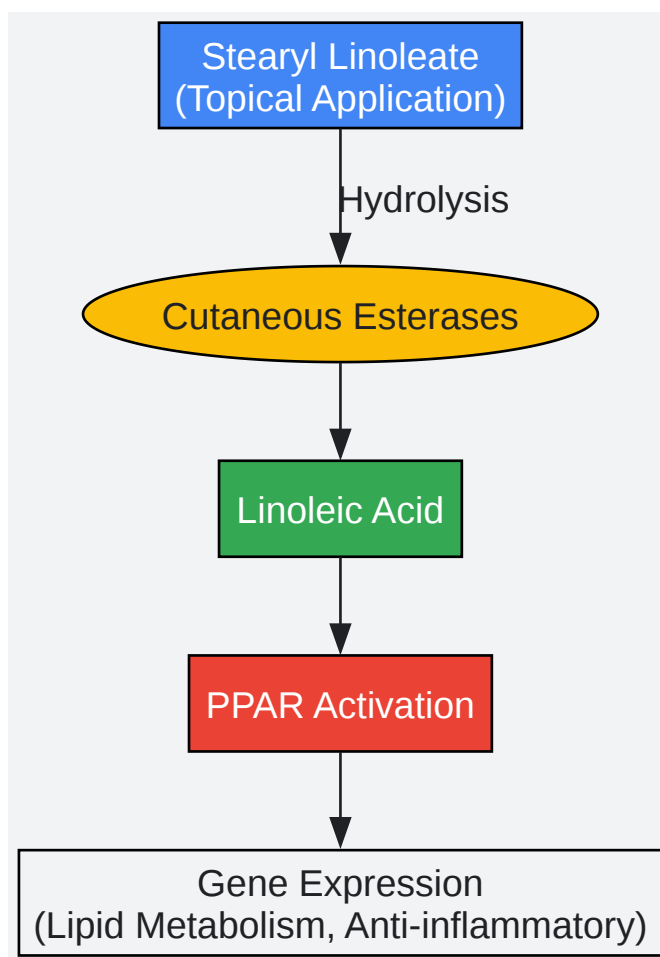 Stearyl Linoleate
(Topical Application)
Hydrolysis
Cutaneous Esterases
Linoleic Acid
PPAR Activation
Gene Expression
(Lipid Metabolism, Anti-inflammatory)